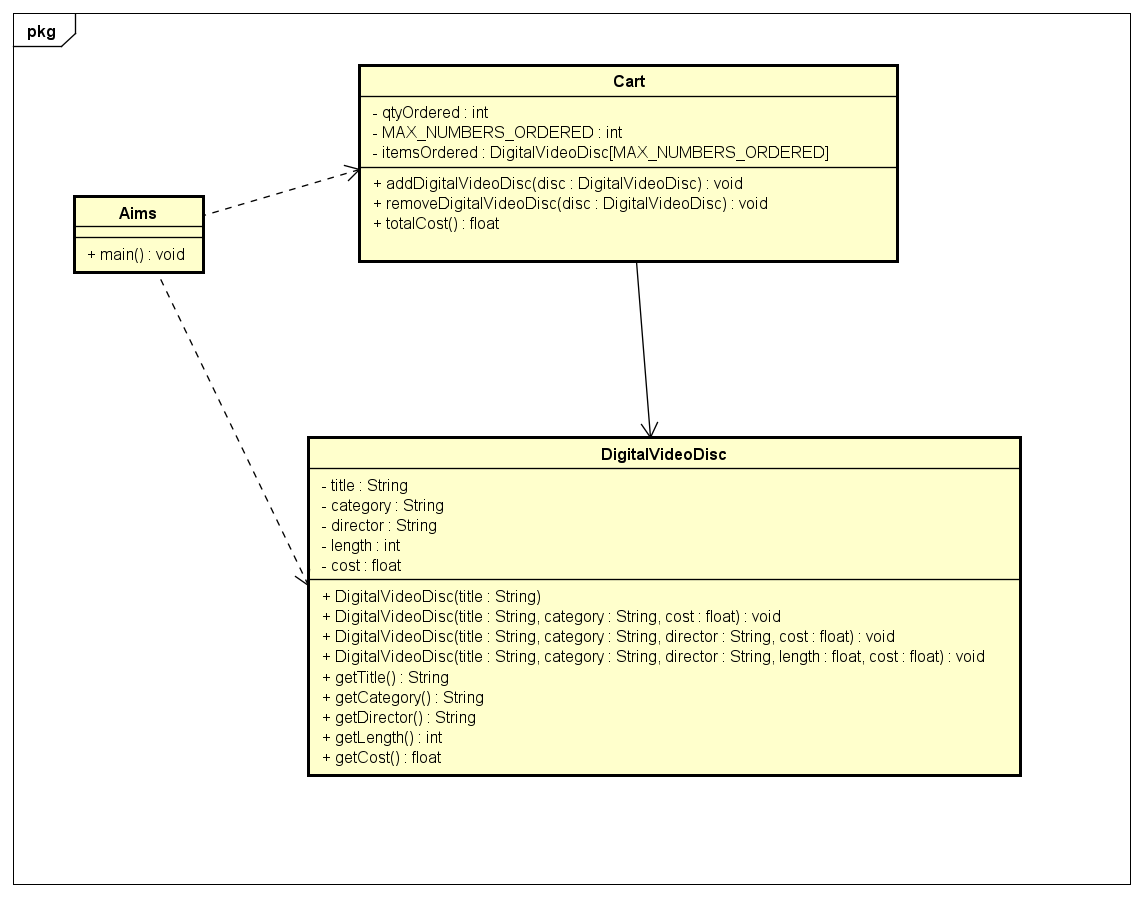 pkg
Cart
- qtyOrdered : int
- MAX_NUMBERS_ORDERED : int
- itemsOrdered : DigitalVideoDisc[MAX_NUMBERS_ORDERED]
+ addDigitalVideoDisc(disc : DigitalVideoDisc) : void
+ removeDigitalVideoDisc(disc : DigitalVideoDisc) : void
+ totalCost() : float
Aims
+ main() : void
DigitalVideoDisc
- title : String
- category : String
- director : String
- length : int
- cost : float
+ DigitalVideoDisc(title : String)
+ DigitalVideoDisc(title : String, category : String, cost : float) : void
+ DigitalVideoDisc(title : String, category : String, director : String, cost : float) : void
+ DigitalVideoDisc(title : String, category : String, director : String, length : float, cost : float) : void
+ getTitle() : String
+ getCategory() : String
+ getDirector() : String
+ getLength() : int
+ getCost() : float